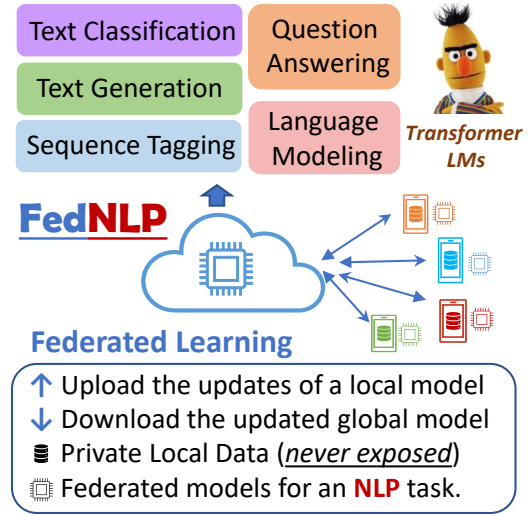 Text Classification
Question
Answering
Text Generation
Sequence Tagging
Language
Modeling
Transformer
LMs
FedNLP
Federated Learning
↑ Upload the updates of a local model
↓ Download the updated global model
Private Local Data (never exposed)
Federated models for an NLP task.